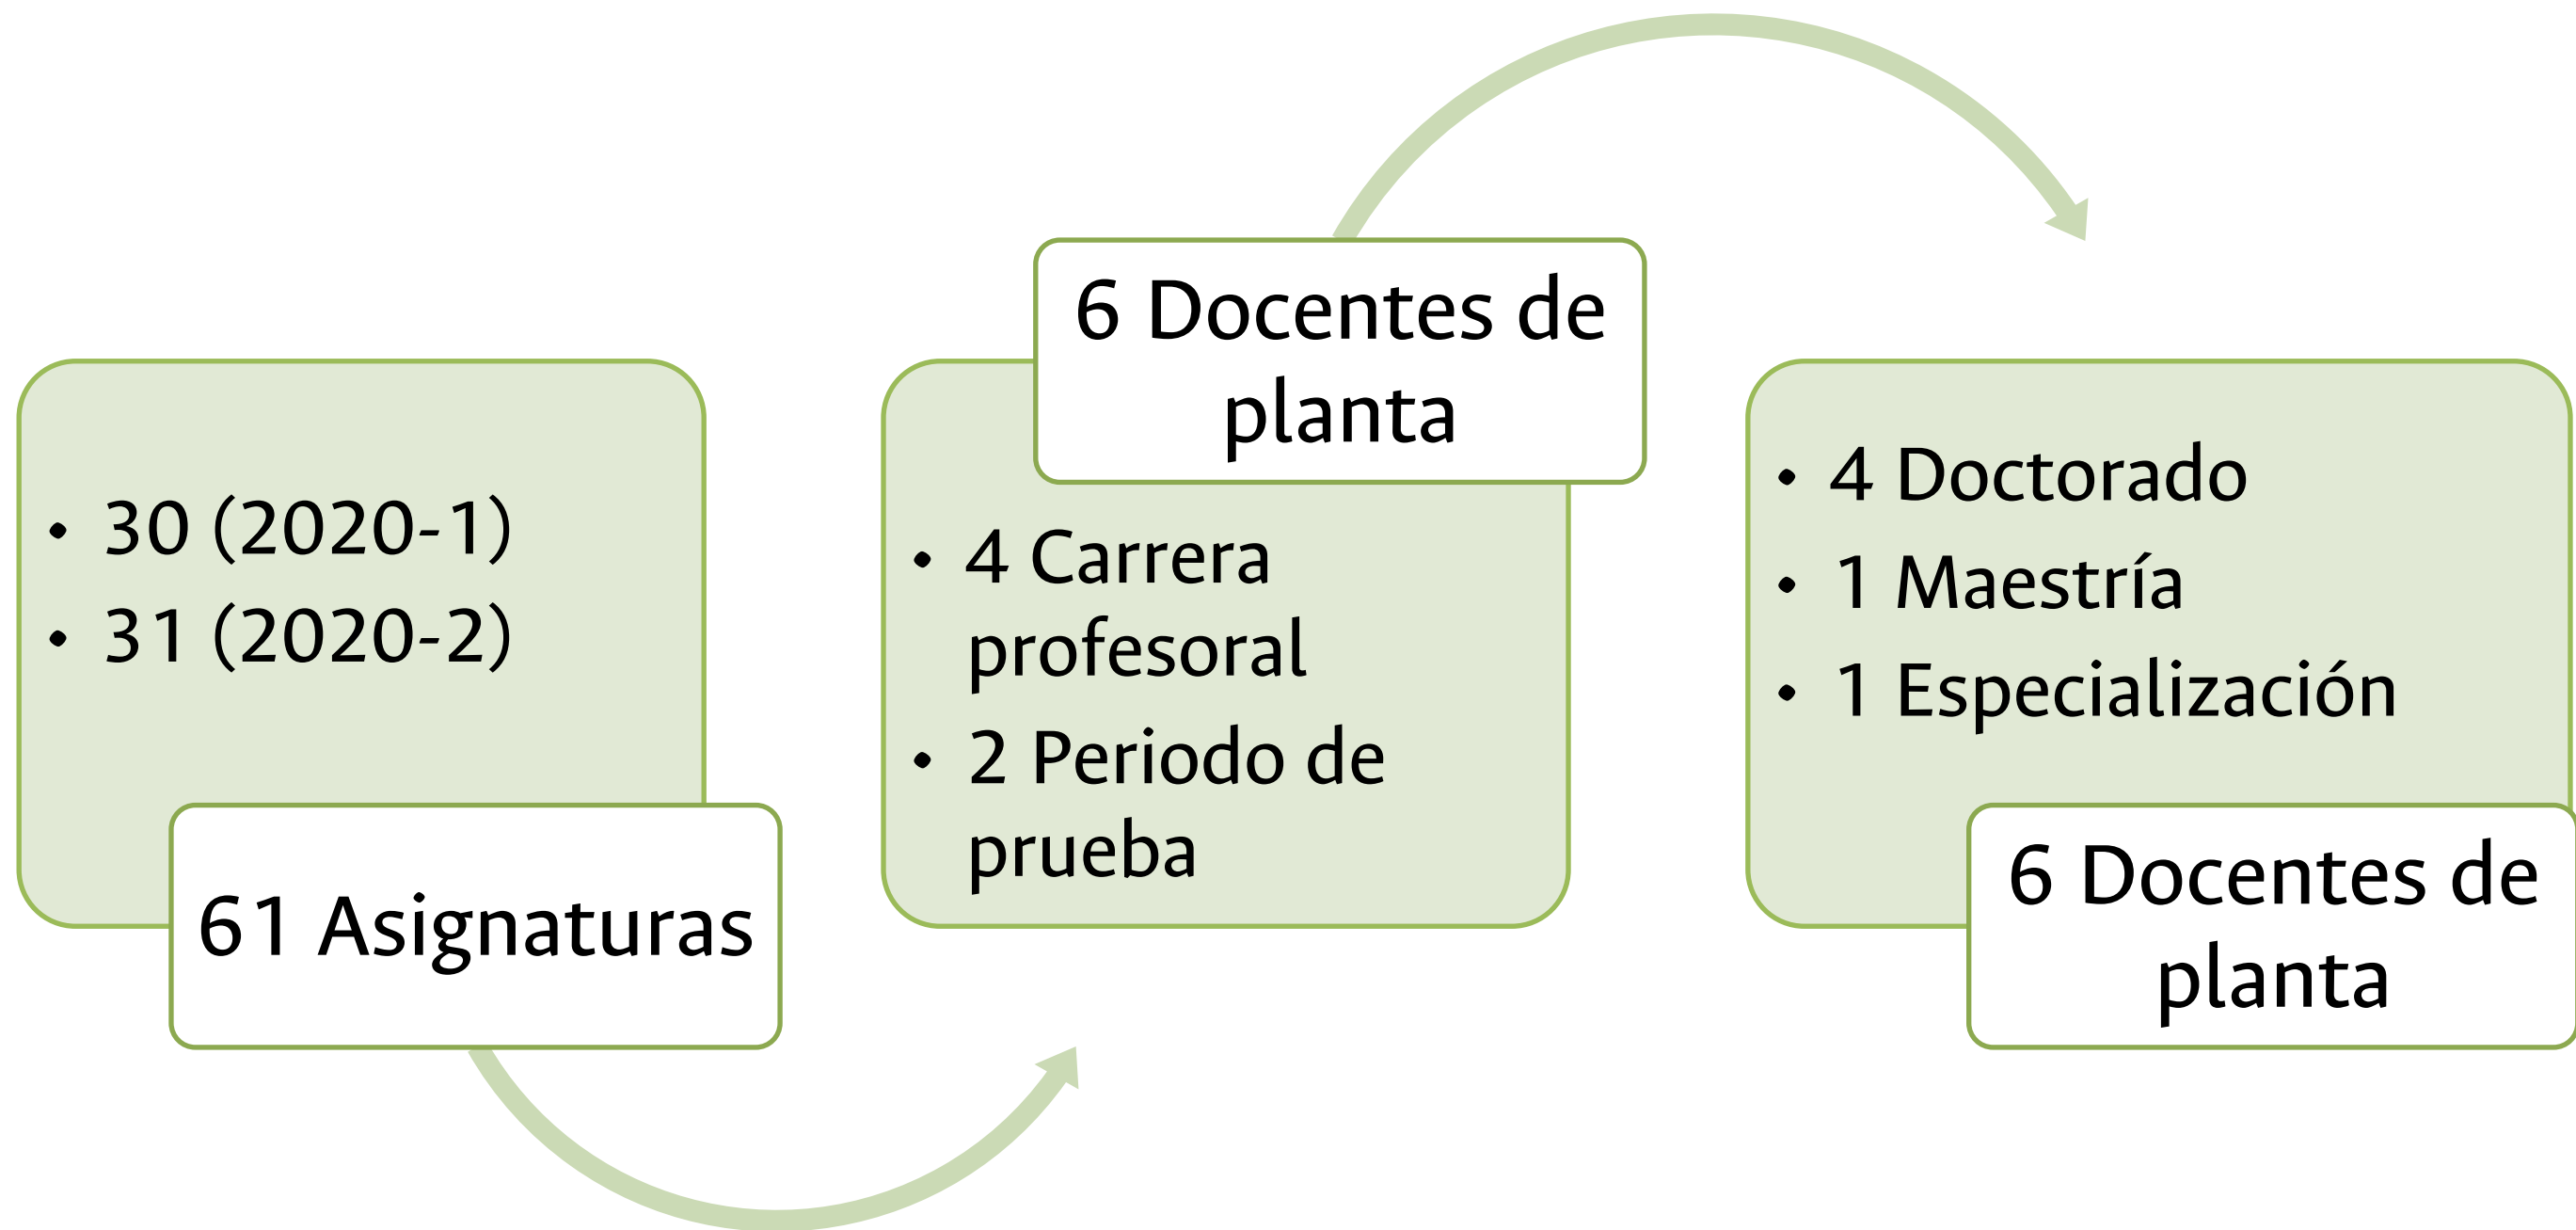 • 30 (2020-1)
• 31 (2020-2)
61 Asignaturas
6 Docentes de
planta
• 4 Carrera
profesoral
• 2 Periodo de
prueba
• 4 Doctorado
• 1 Maestría
• 1 Especialización
6 Docentes de
planta